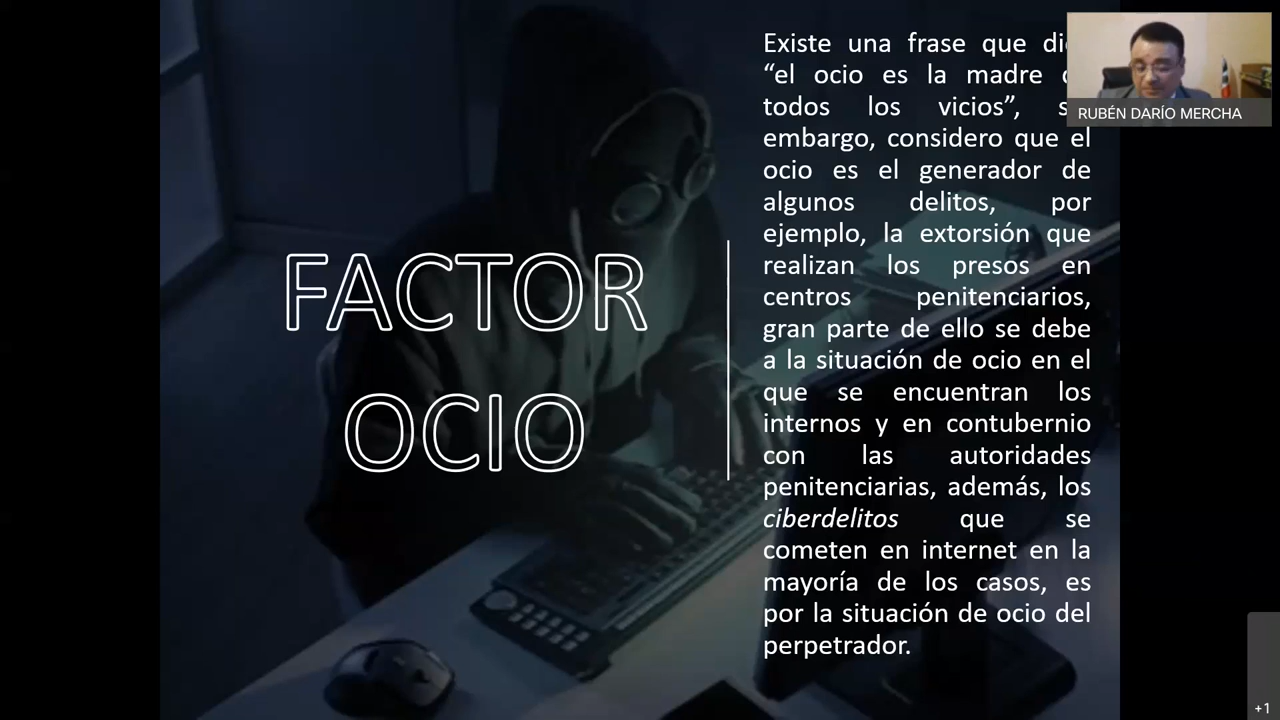 FACTOR
OCIO
Existe una frase que
“el ocio es la madre
todos los vicios”,
embargo, considero que el
ocio es el generador de
algunos delitos, por
ejemplo, la extorsión que
realizan los presos en
centros penitenciarios,
gran parte de ello se debe
a la situación de ocio en el
que se encuentran los
internos y en contubernio
con las autoridades
penitenciarias, además, los
ciberdelitos que se
cometen en internet en la
mayoría de los casos, es
por la situación de ocio del
perpetrador.
RUBÉN DARÍO MERCHA
+1